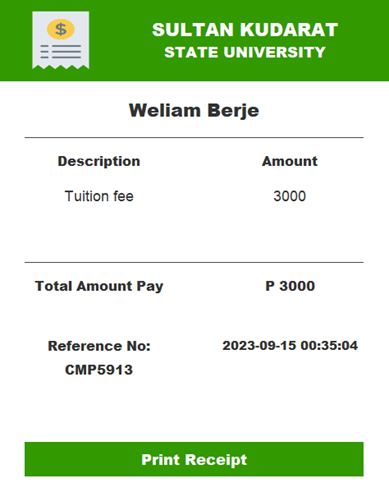 SULTAN KUDARAT
STATE UNIVERSITY
Weliam Berje
Description Amount
Tuition fee 3000
Total Amount Pay P 3000
Reference No: 2023-09-15 00:35:04
CMP5913
Print Receipt